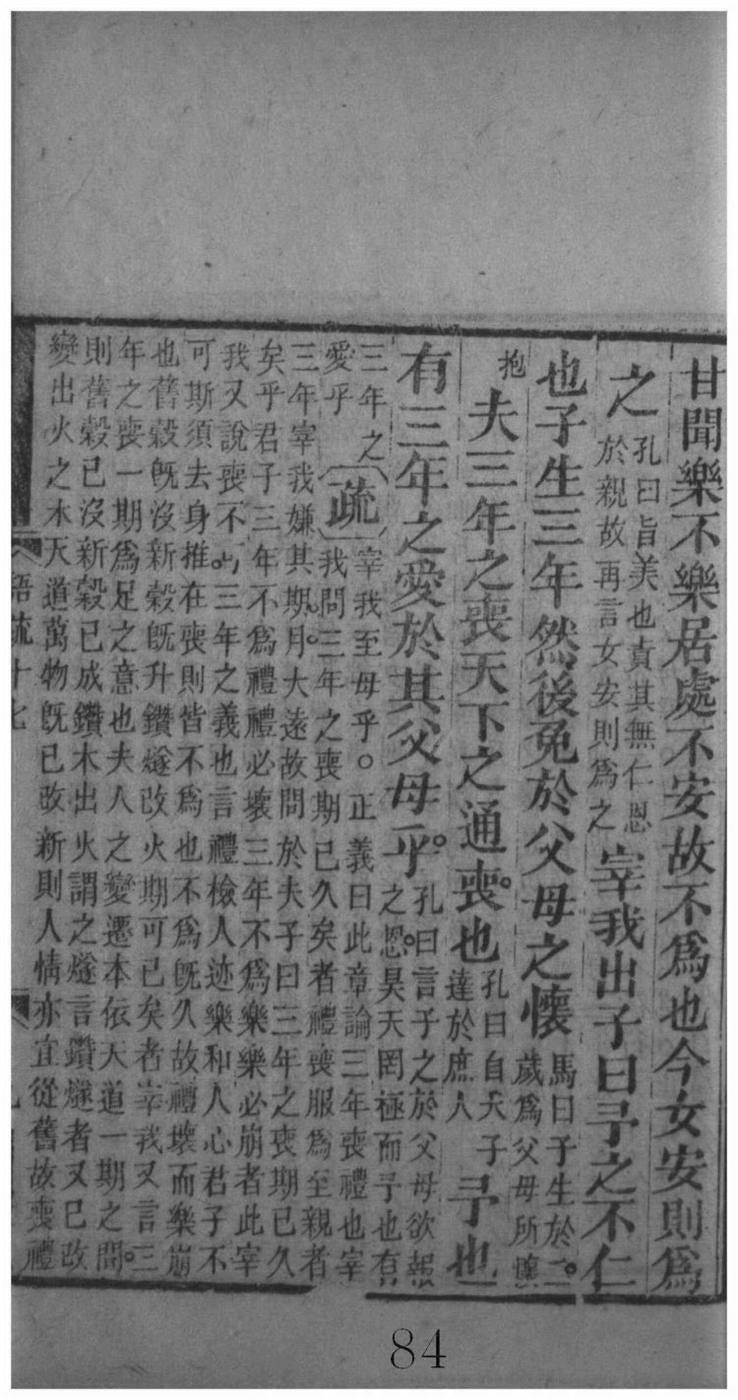 甘聞樂不樂居處不安故不爲也今女安則爲
之
孔曰旨美也責其無仁恩
於親故再言女安則爲之
宰我出子曰予之不仁
也子生三年然後免於父母之懷
馬曰子生於二
歲爲父母所懷
抱
夫三年之喪天下之通喪也
孔曰自天子
達於庶人
予也
有三年之愛於其父母乎
孔曰言子之於父母欲報
之恩昊天罔極而予也有
三年之
愛乎
疏
宰我至母乎○正義曰此章論三年喪禮也宰
我問三年之喪期已久矣者禮喪服爲至親者
三年宰我嫌其期月大遠故問於夫子曰三年之喪期已久
矣乎君子三年不爲禮禮必壞三年不爲樂樂必崩者此宰
我又說喪不三年之義也言禮檢人迹樂和人心君子不
可斯須去身推在喪則皆不爲也不爲旣久故禮壞而樂崩
也舊穀旣沒新穀旣升鑽燧改火期可已矣者宰我又言三
年之喪一期爲足之意也夫人之變遷本依天道一期之間
則舊穀已沒新穀已成鑽木出火謂之燧言鑽燧者又已改
變出火之木天道萬物旣已改新則人情亦宜從舊故喪禮
語疏十七
84